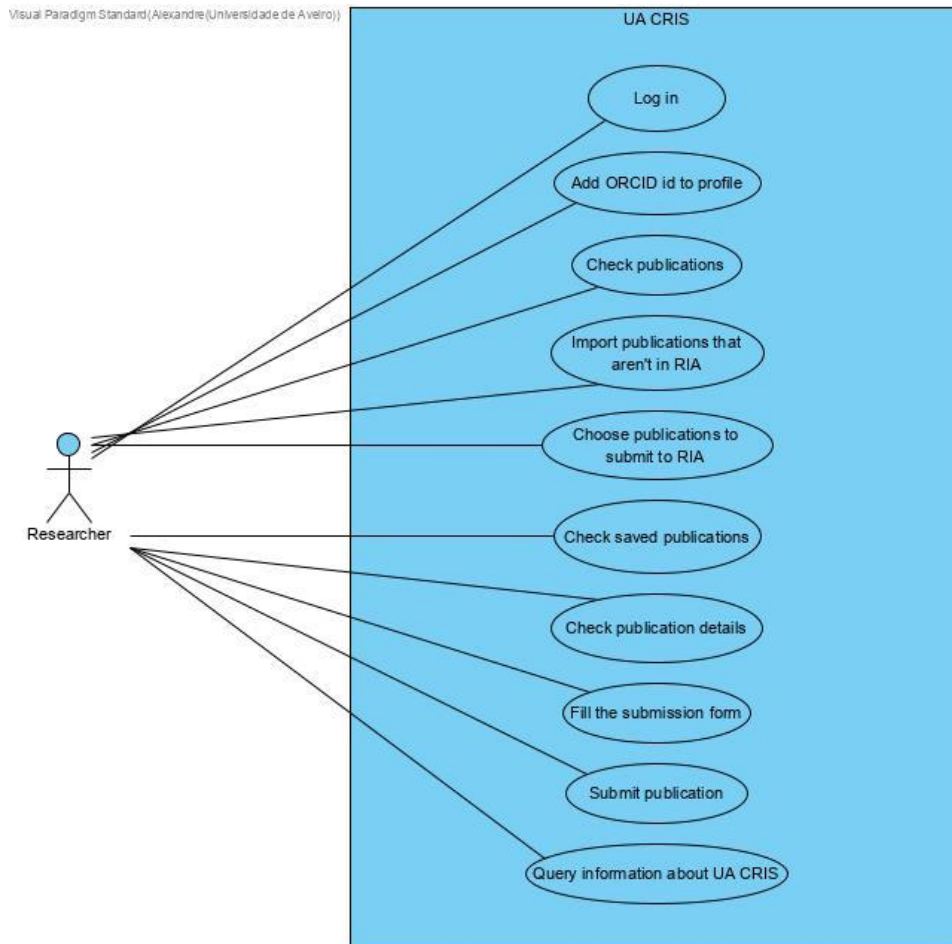 Visual Paradigm Standard(Alexandre(Universidade de Aveiro))
UA CRIS
Log in
Add ORCID id to profile
Check publications
Import publications that
aren't in RIA
Choose publications to
submit to RIA
Researcher
Check saved publications
Check publication details
Fill the submission form
Submit publication
Query information about UA CRIS